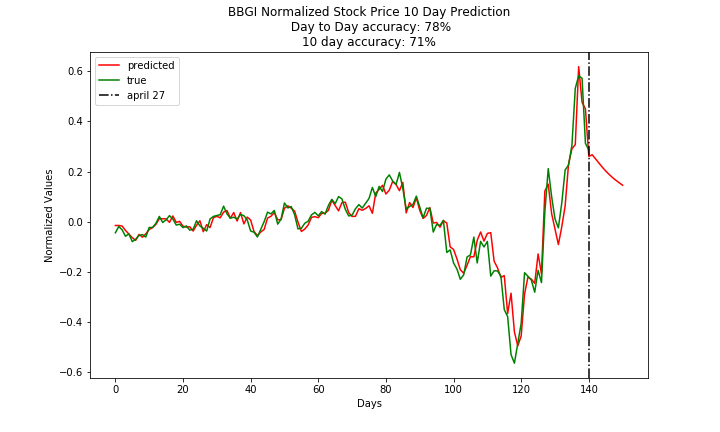 BBGI Normalized Stock Price 10 Day Prediction
Day to Day accuracy: 78%
10 day accuracy: 71%
predicted
true
april 27
Normalized Values
0.6
0.4
0.2
0.0
−0.2
−0.4
−0.6
0 20 40 60 80 100 120 140
Days